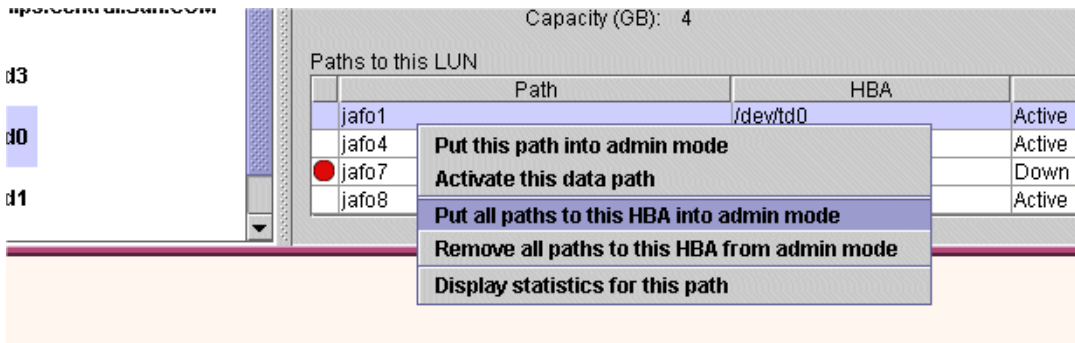 Capacity (GB): 4
Paths to this LUN
d3
d0
d1
Path HBA
jafo1 /dev/td0 Active
jafo4 Active
jafo7 Down
jafo8 Active
Put this path into admin mode
Activate this data path
Put all paths to this HBA into admin mode
Remove all paths to this HBA from admin mode
Display statistics for this path